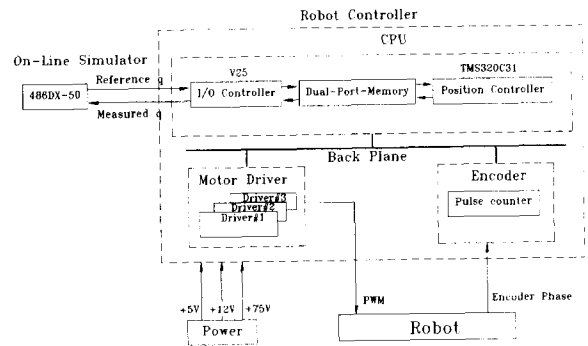 Robot Controller
CPU
On-Line Simulator
Reference q
V25
TMS320C31
486DX-50
I/O Controller
Dual-Port-Memory
Position Controller
Measured q
Back Plane
Motor Driver
Encoder
Driver#3
Driver#2
Driver#1
Pulse counter
+5V
+12V
+75V
PWM
Encoder Phase
Power
Robot